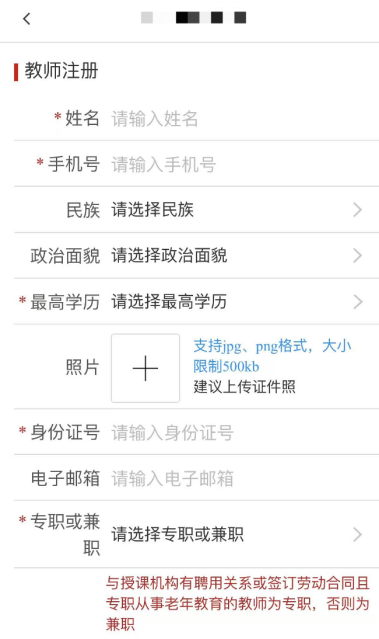 教师注册
* 姓名 请输入姓名
* 手机号 请输入手机号
民族 请选择民族
政治面貌 请选择政治面貌
* 最高学历 请选择最高学历
照片
支持jpg、png格式，大小
限制500kb
建议上传证件照
* 身份证号 请输入身份证号
电子邮箱 请输入电子邮箱
* 专职或兼
职
请选择专职或兼职
与授课机构有聘用关系或签订劳动合同且
专职从事老年教育的教师为专职，否则为
兼职